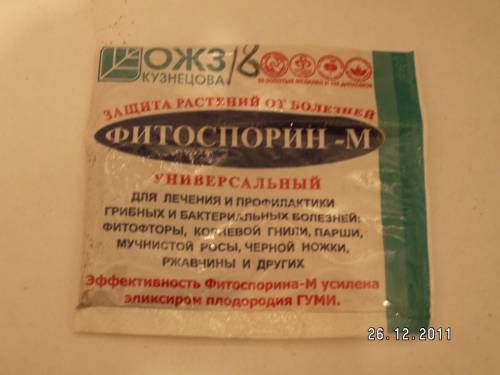 ОЖЗ
КУЗНЕЦОВА
18
ЗАЩИТА РАСТЕНИЙ ОТ БОЛЕЗНЕЙ
ФИТОСПОРИН -М
УНИВЕРСАЛЬНЫЙ
ДЛЯ ЛЕЧЕНИЯ И ПРОФИЛАКТИКИ
ГРИБНЫХ И БАКТЕРИАЛЬНЫХ БОЛЕЗНЕЙ:
ФИТОФТОРЫ, КОРНЕВОЙ ГНИЛИ, ПАРШИ,
МУЧНИСТОЙ РОСЫ, ЧЕРНОЙ НОЖКИ,
РЖАВЧИНЫ И ДРУГИХ
Эффективность Фитоспорина-М усилена
эликсиром плодородия ГУМИ.
26.12.2011